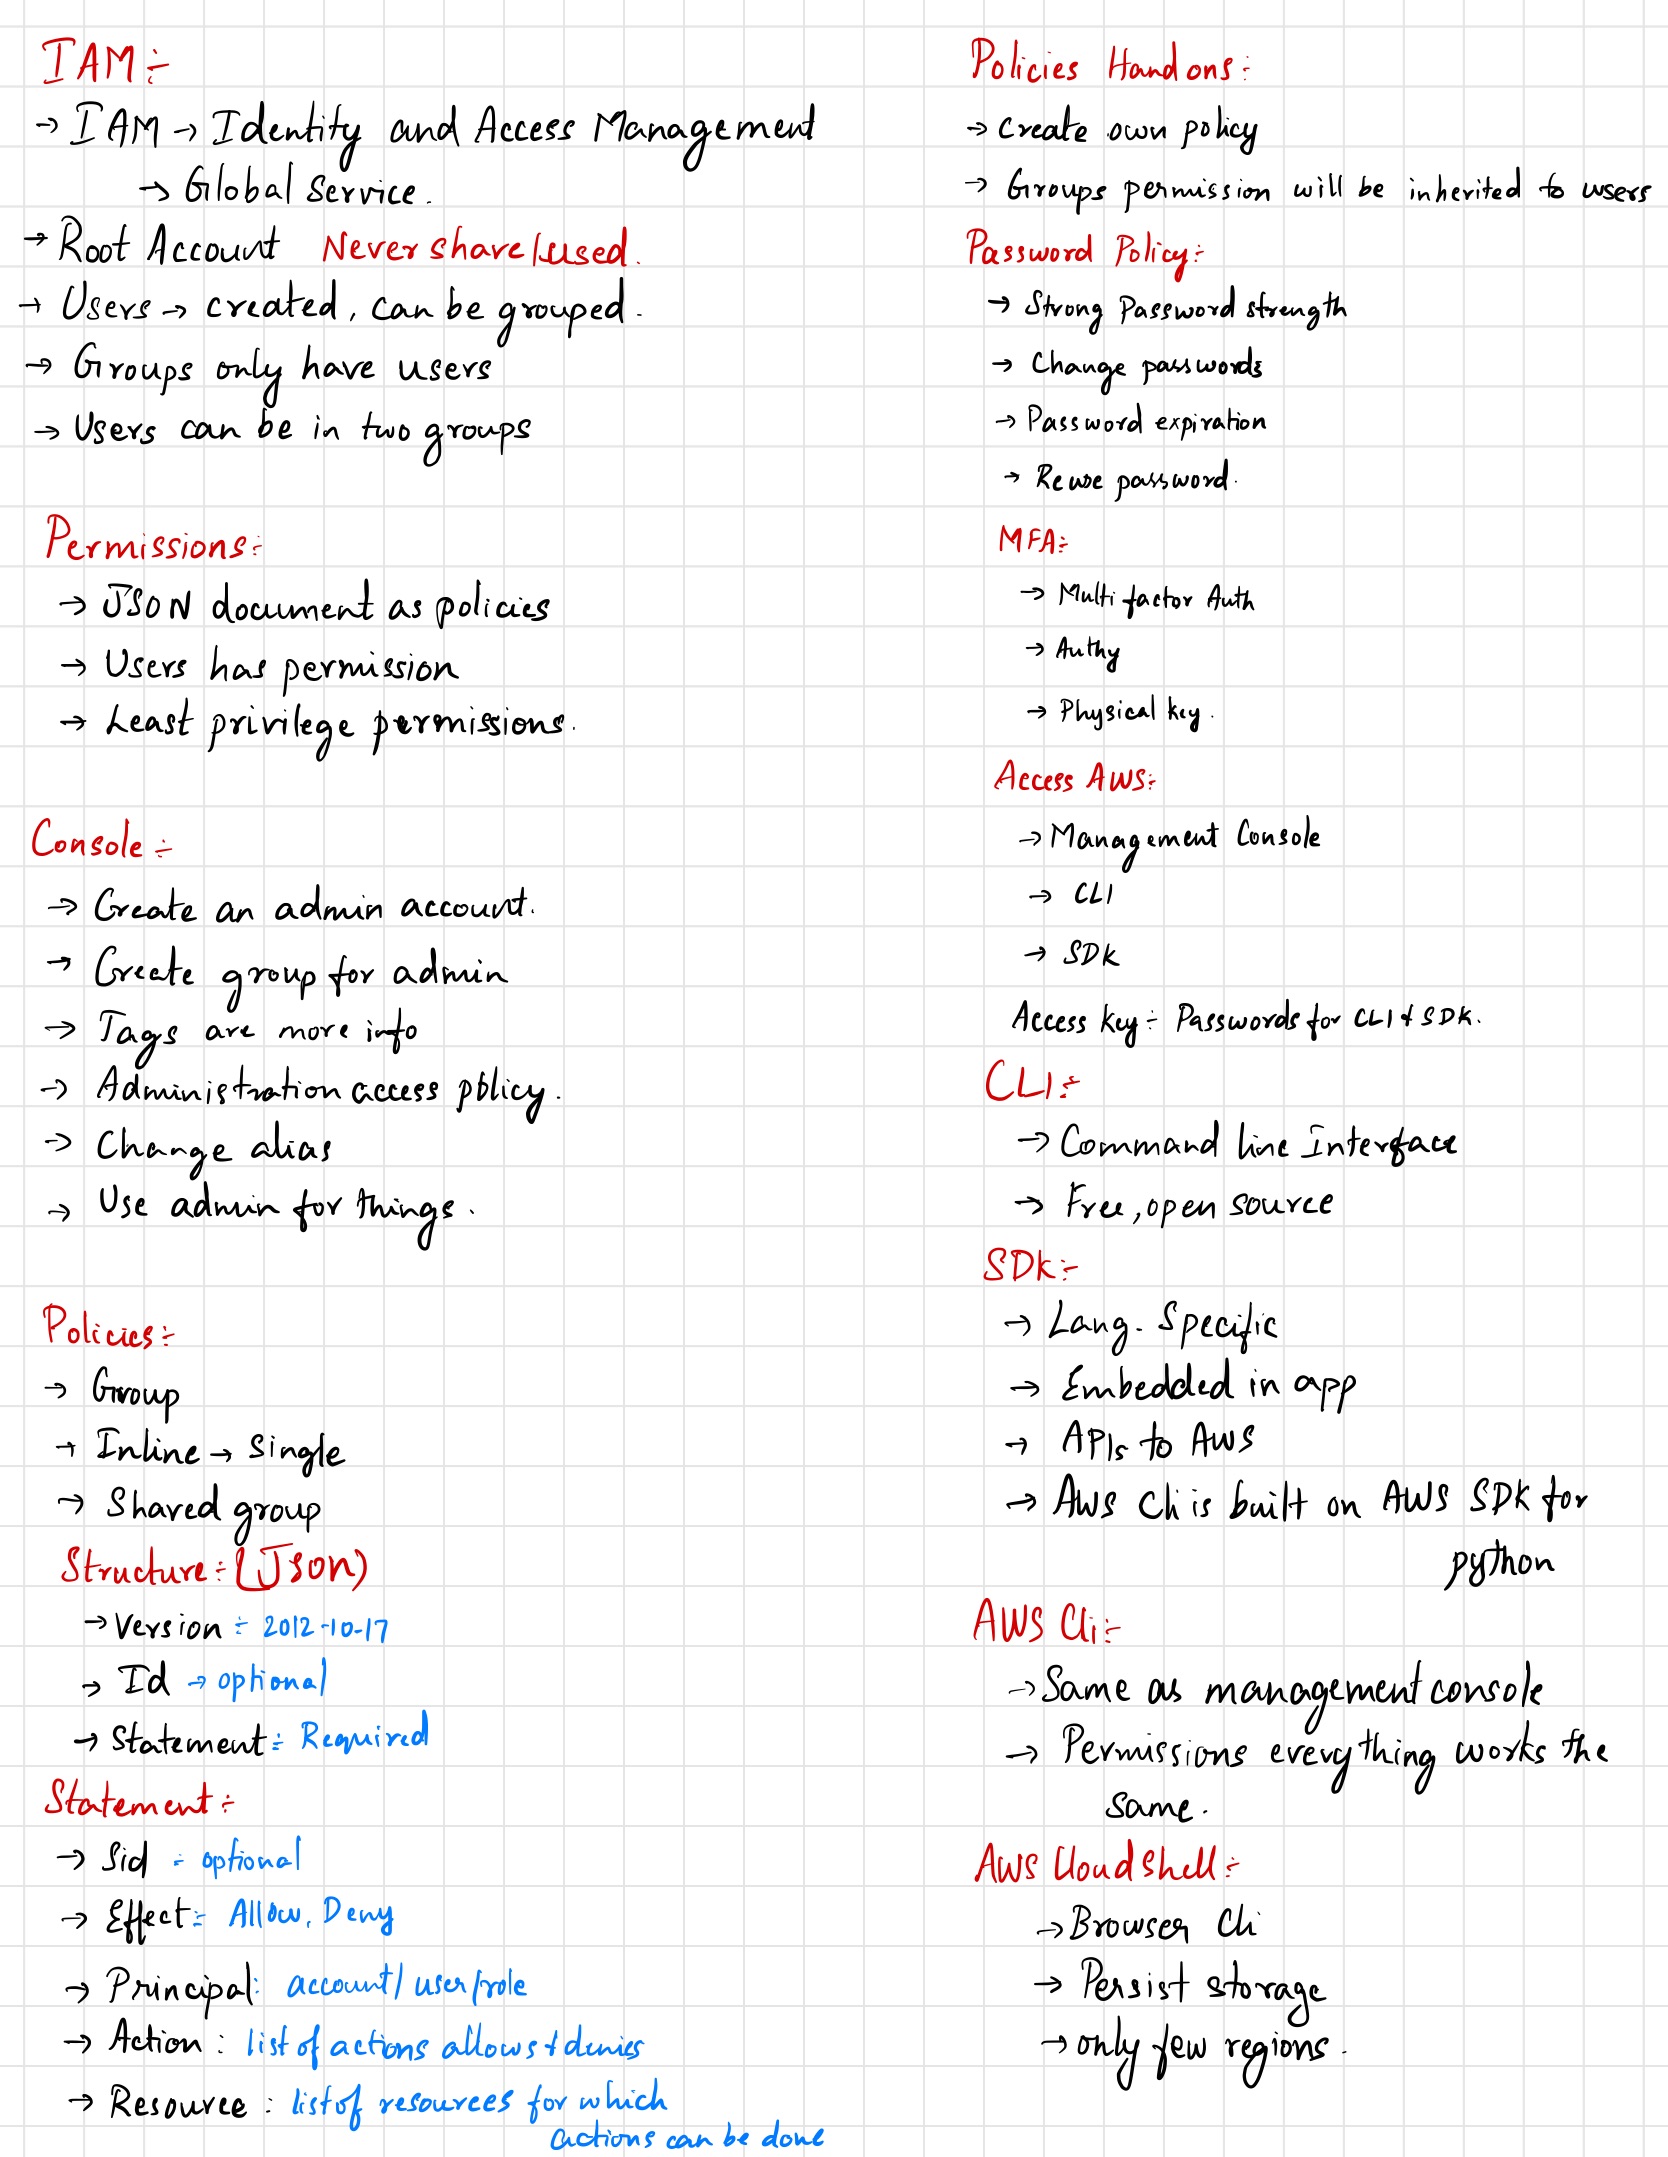 IAM:-
→ IAM → Identity and Access Management
→ Global Service.
→ Root Account Never share/used.
→ Users → created, can be grouped.
→ Groups only have users
→ Users can be in two groups
Permissions:-
→ JSON document as policies
→ Users has permission
→ Least privilege permissions.
Console:-
→ Create an admin account.
→ Create group for admin
→ Tags are more info
→ Administration access policy.
→ Change alias
→ Use admin for things.
Policies:-
→ Group
→ Inline → Single
→ Shared group
Structure:- (Json)
→ Version :- 2012-10-17
→ Id → optional
→ Statement :- Required
Statement:-
→ Sid :- optional
→ Effect :- Allow, Deny
→ Principal: account/user/role
→ Action : list of actions allows & denies
→ Resource : list of resources for which
actions can be done
Policies Hand ons:-
→ Create own policy
→ Groups permission will be inherited to users
Password Policy:-
→ Strong Password strength
→ Change passwords
→ Password expiration
→ Reuse password.
MFA:-
→ Multi factor Auth
→ Authy
→ Physical key.
Access AWS:-
→ Management Console
→ CLI
→ SDK
Access key:- Passwords for CLI & SDK.
CLI:-
→ Command line Interface
→ Free, open source
SDK:-
→ Lang. Specific
→ Embedded in app
→ APIs to AWS
→ AWS Cli is built on AWS SDK for
python
AWS Cli:-
→ Same as management console
→ Permissions everything works the
same.
AWS Cloudshell:-
→ Browser Cli
→ Persist storage
→ only few regions.